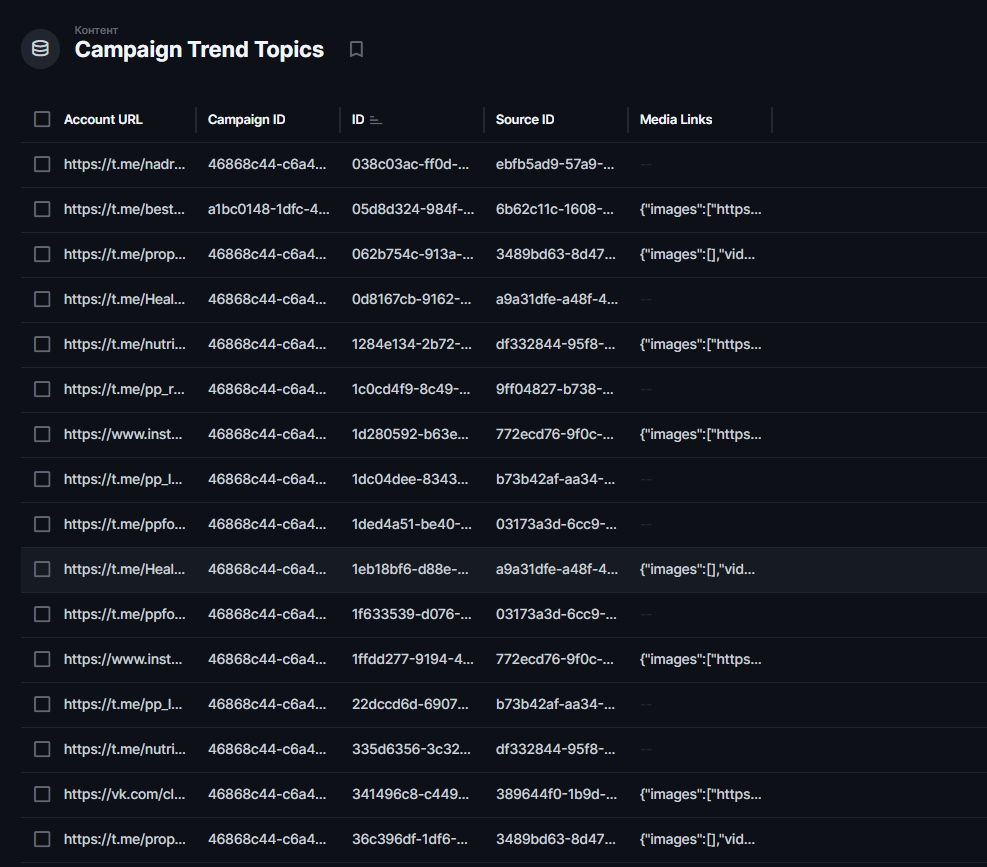 Контент
Campaign Trend Topics
Account URL Campaign ID ID Source ID Media Links
https://t.me/nadr... 46868c44-c6a4... 038c03ac-ff0d-... ebfb5ad9-57a9-... --
https://t.me/best... a1bc0148-1dfc-4... 05d8d324-984f-... 6b62c11c-1608-... {"images":["https...
https://t.me/prop... 46868c44-c6a4... 062b754c-913a-... 3489bd63-8d47... {"images":[],"vid...
https://t.me/Heal... 46868c44-c6a4... 0d8167cb-9162-... a9a31dfe-a48f-4... --
https://t.me/nutri... 46868c44-c6a4... 1284e134-2b72-... df332844-95f8-... {"images":["https...
https://t.me/pp_r... 46868c44-c6a4... 1c0cd4f9-8c49-... 9ff04827-b738-... --
https://www.inst... 46868c44-c6a4... 1d280592-b63e... 772ecd76-9f0c-... {"images":["https...
https://t.me/pp_l... 46868c44-c6a4... 1dc04dee-8343... b73b42af-aa34-... --
https://t.me/ppfo... 46868c44-c6a4... 1ded4a51-be40-... 03173a3d-6cc9-... --
https://t.me/Heal... 46868c44-c6a4... 1eb18bf6-d88e-... a9a31dfe-a48f-4... {"images":[],"vid...
https://t.me/ppfo... 46868c44-c6a4... 1f633539-d076-... 03173a3d-6cc9-... --
https://www.inst... 46868c44-c6a4... 1ffdd277-9194-4... 772ecd76-9f0c-... {"images":["https...
https://t.me/pp_l... 46868c44-c6a4... 22dccd6d-6907... b73b42af-aa34-... --
https://t.me/nutri... 46868c44-c6a4... 335d6356-3c32... df332844-95f8-... --
https://vk.com/cl... 46868c44-c6a4... 341496c8-c449... 389644f0-1b9d-... {"images":["https...
https://t.me/prop... 46868c44-c6a4... 36c396df-1df6-... 3489bd63-8d47... {"images":[],"vid...